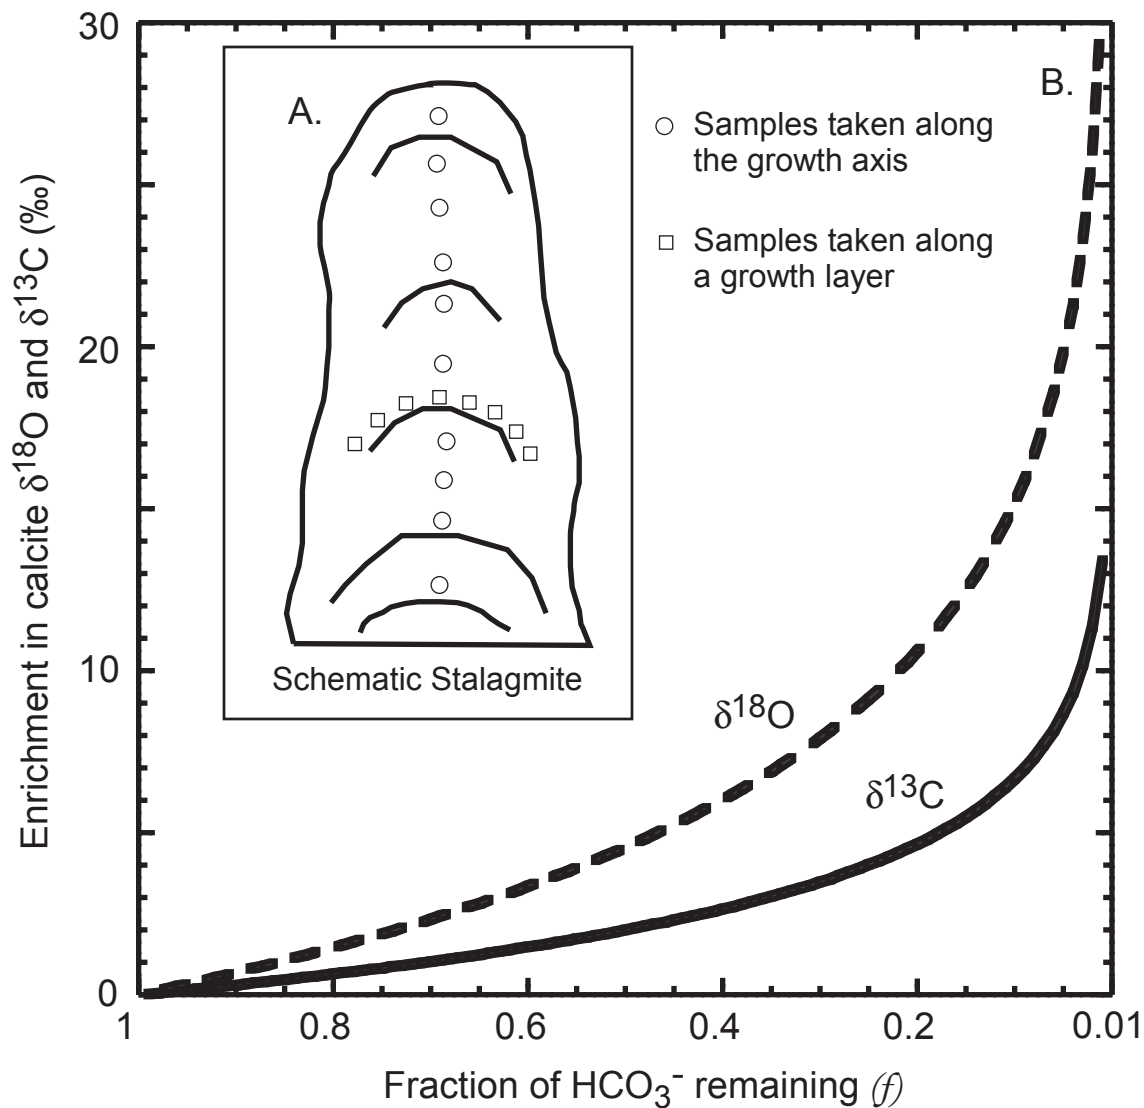 30
20
10
0
Enrichment in calcite δ18O and δ13C (‰)
A.
Schematic Stalagmite
Samples taken along
the growth axis
Samples taken along
a growth layer
B.
δ18O
δ13C
1
0.8
0.6
0.4
0.2
0.01
Fraction of HCO3- remaining (f)